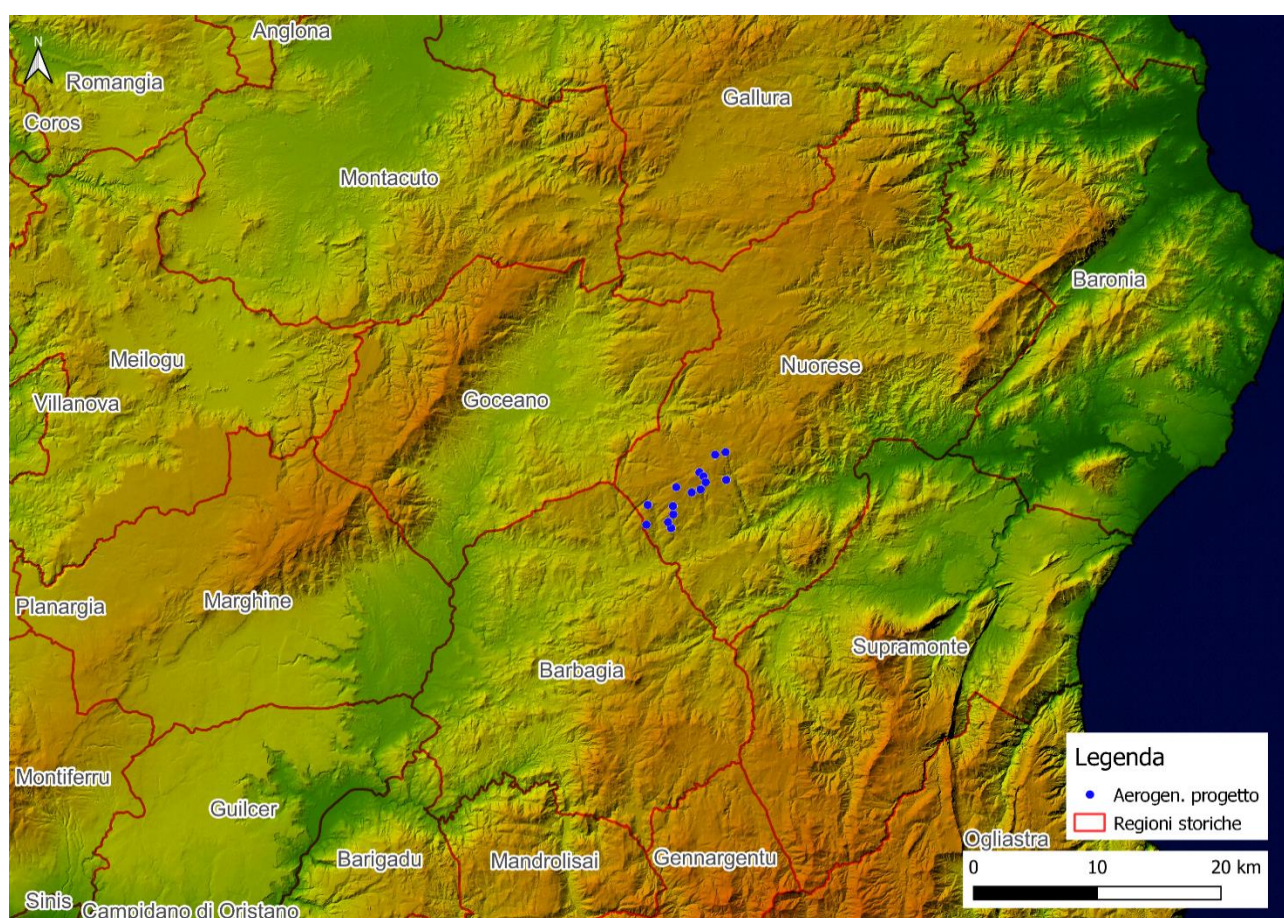 Anglona
N
Romangia
Gallura
Coros
Montacuto
Baronia
Meilogu
Nuorese
Villanova
Goceano
Marghine
Planargia
Supramonte
Barbagia
Legenda
Montiferru
Aerogen. progetto
Guilcer
Regioni storiche
Ogliastra
Barigadu
Mandrolisai
Gennargentu
0 10 20 km
Sinis
Campidano di Oristano